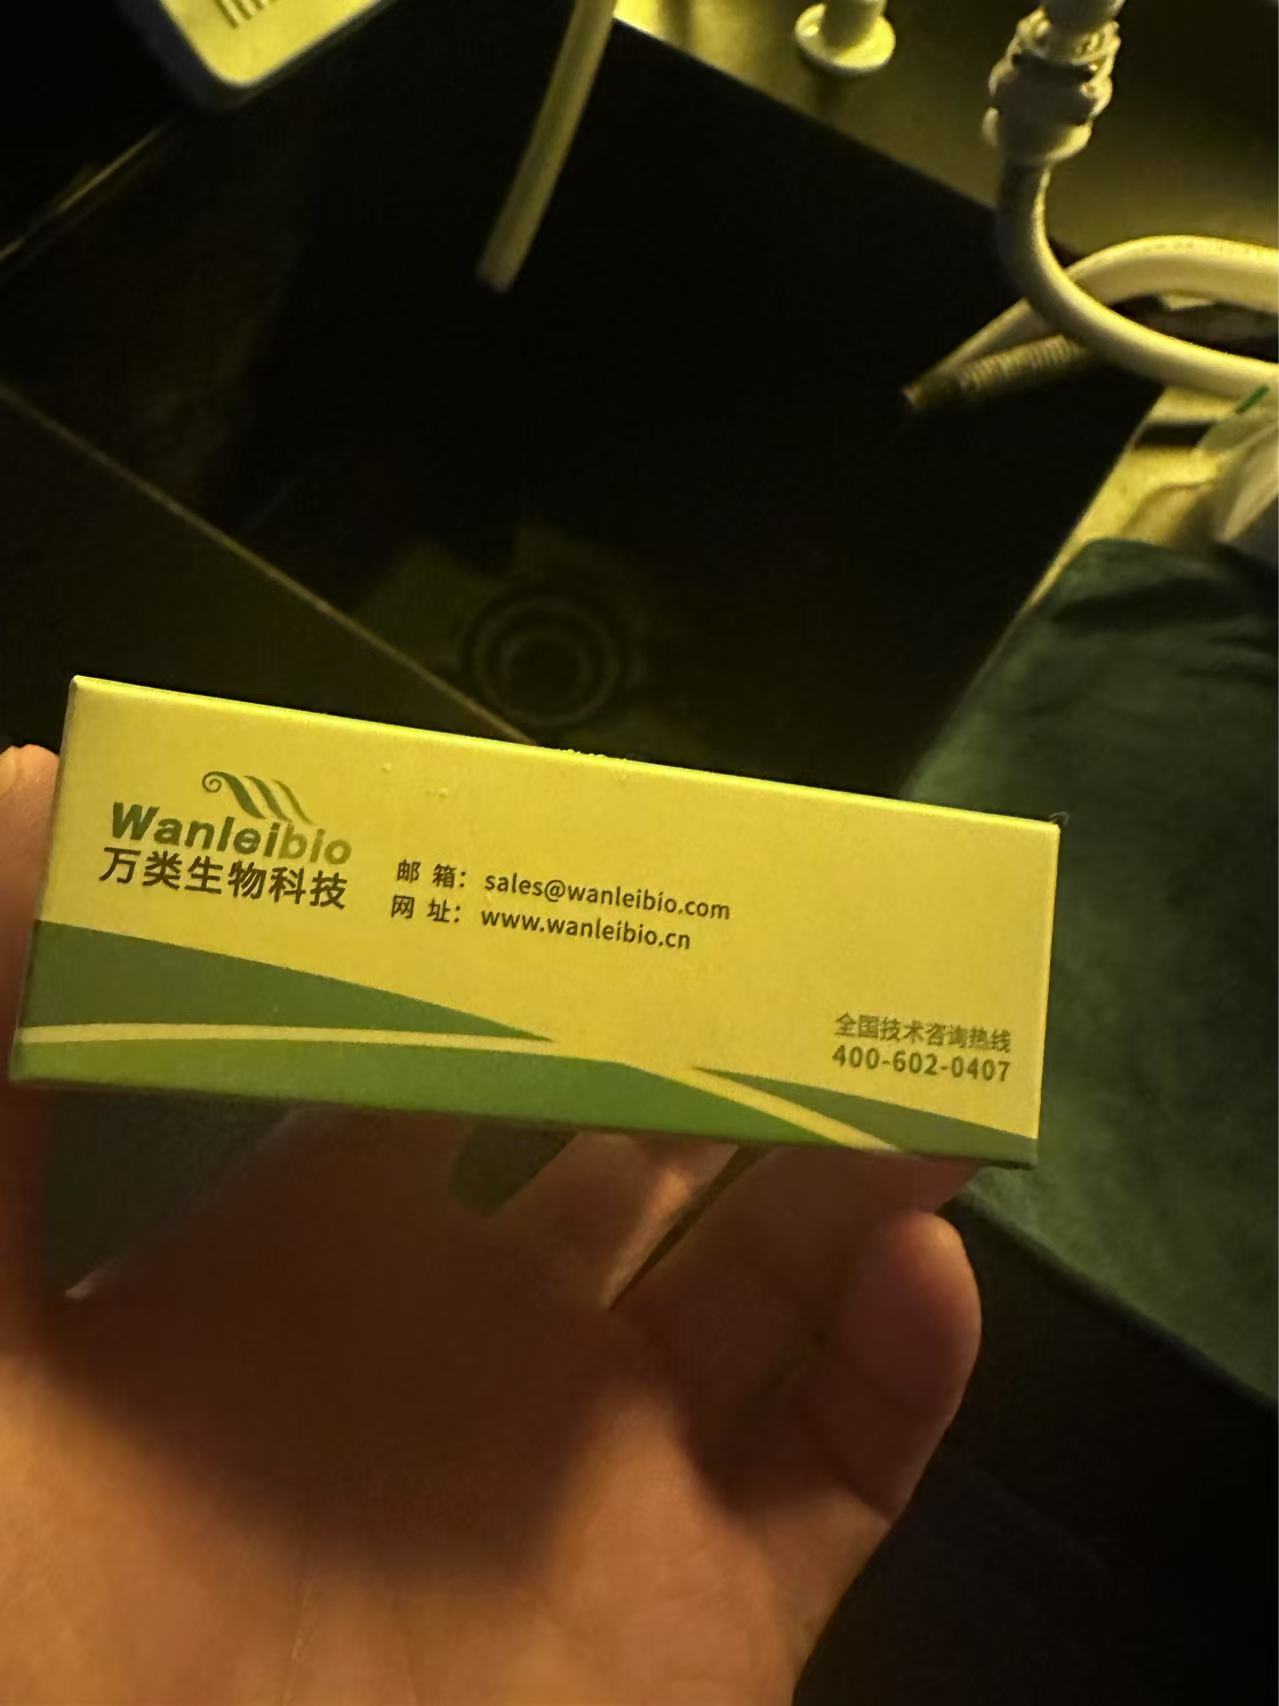 Wanleibio
万类生物科技
邮 箱：sales@wanleibio.com
网 址：www.wanleibio.cn
全国技术咨询热线
400-602-0407